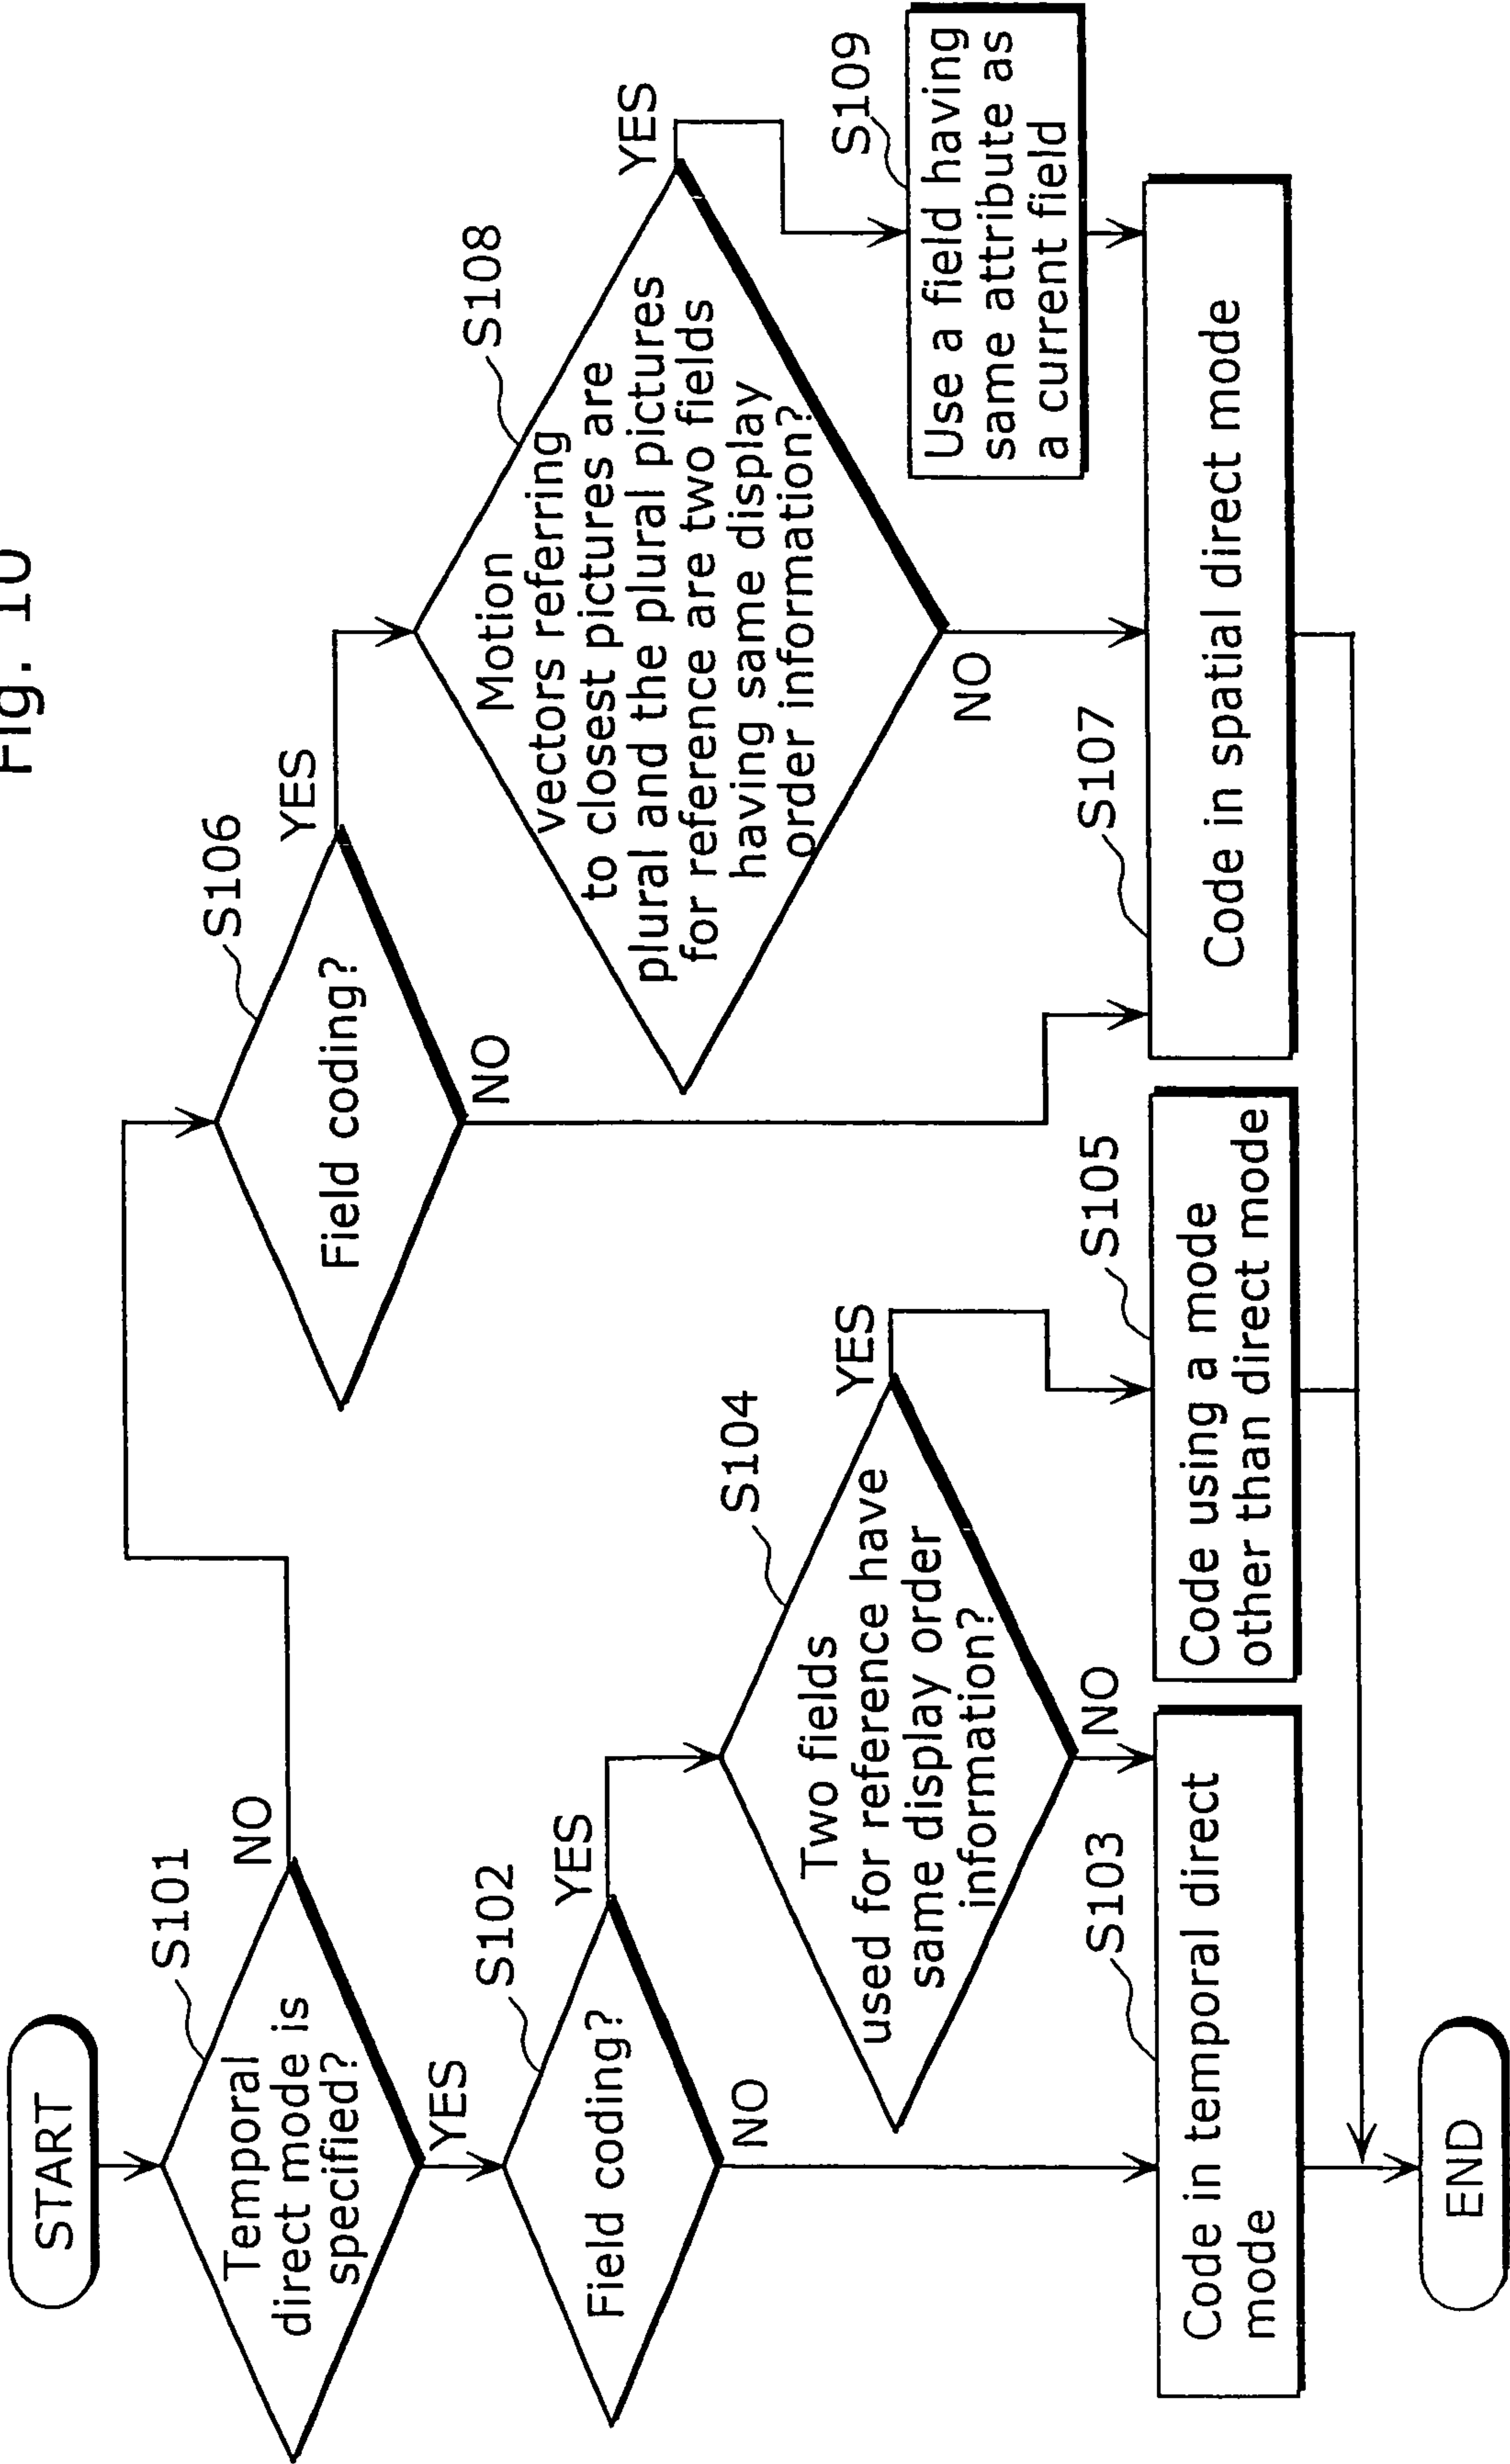 Fig. 10
START
S101
Temporal
direct mode is
specified?
NO
YES
S102
Field coding?
YES
NO
S104
Two fields
used for reference have
same display order
information?
YES
NO
S103
Code in temporal direct
mode
S105
Code using a mode
other than direct mode
S106
Field coding?
YES
NO
S108
Motion
vectors referring
to closest pictures are
plural and the plural pictures
for reference are two fields
having same display
order information?
YES
NO
S109
Use a field having
same attribute as
a current field
S107
Code in spatial direct mode
END